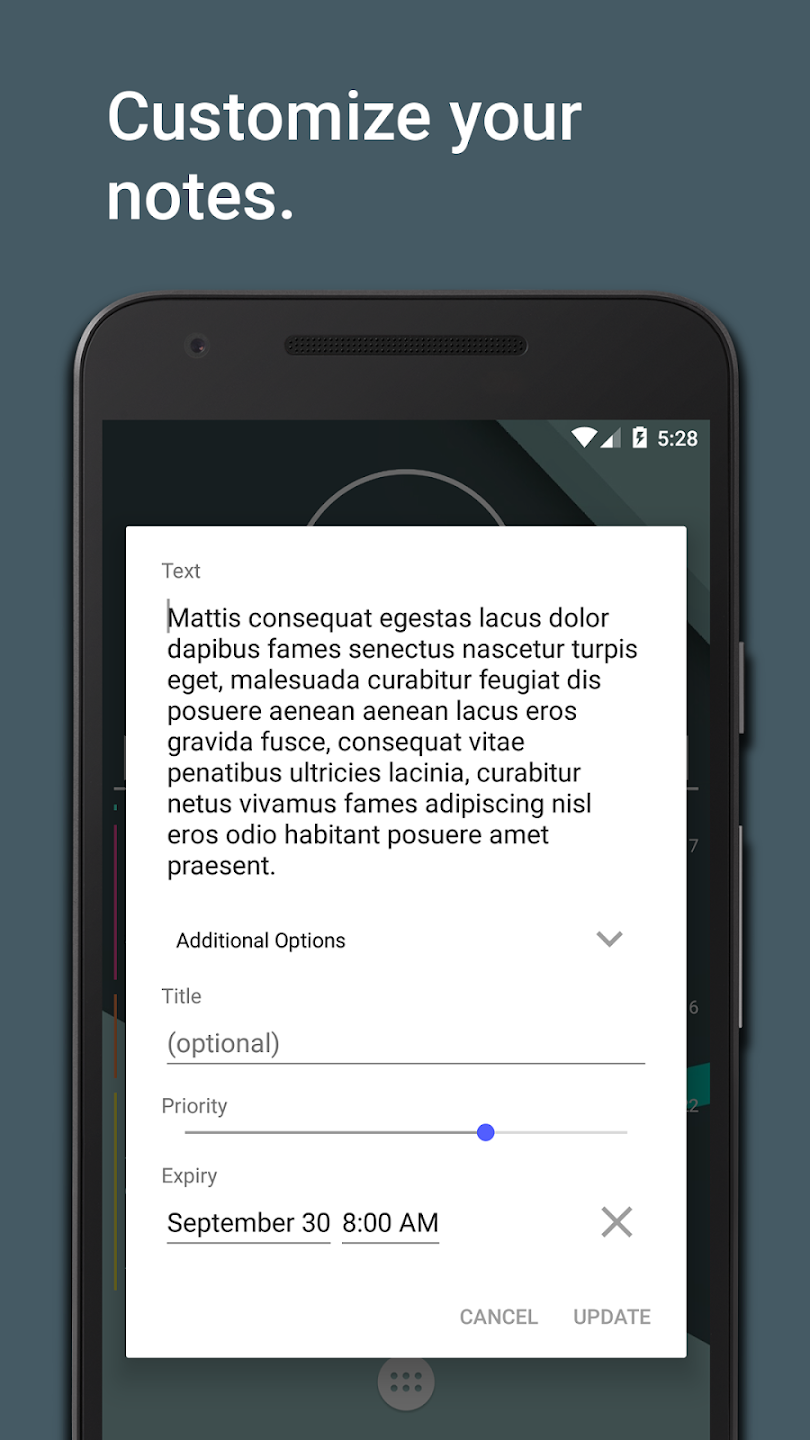 Customize your
notes.
5:28
Text
Mattis consequat egestas lacus dolor
dapibus fames senectus nascetur turpis
eget, malesuada curabitur feugiat dis
posuere aenean aenean lacus eros
gravida fusce, consequat vitae
penatibus ultricies lacinia, curabitur
netus vivamus fames adipiscing nisl
eros odio habitant posuere amet
praesent.
7
Additional Options
Title
6
(optional)
Priority
22
Expiry
September 30 8:00 AM
CANCEL UPDATE